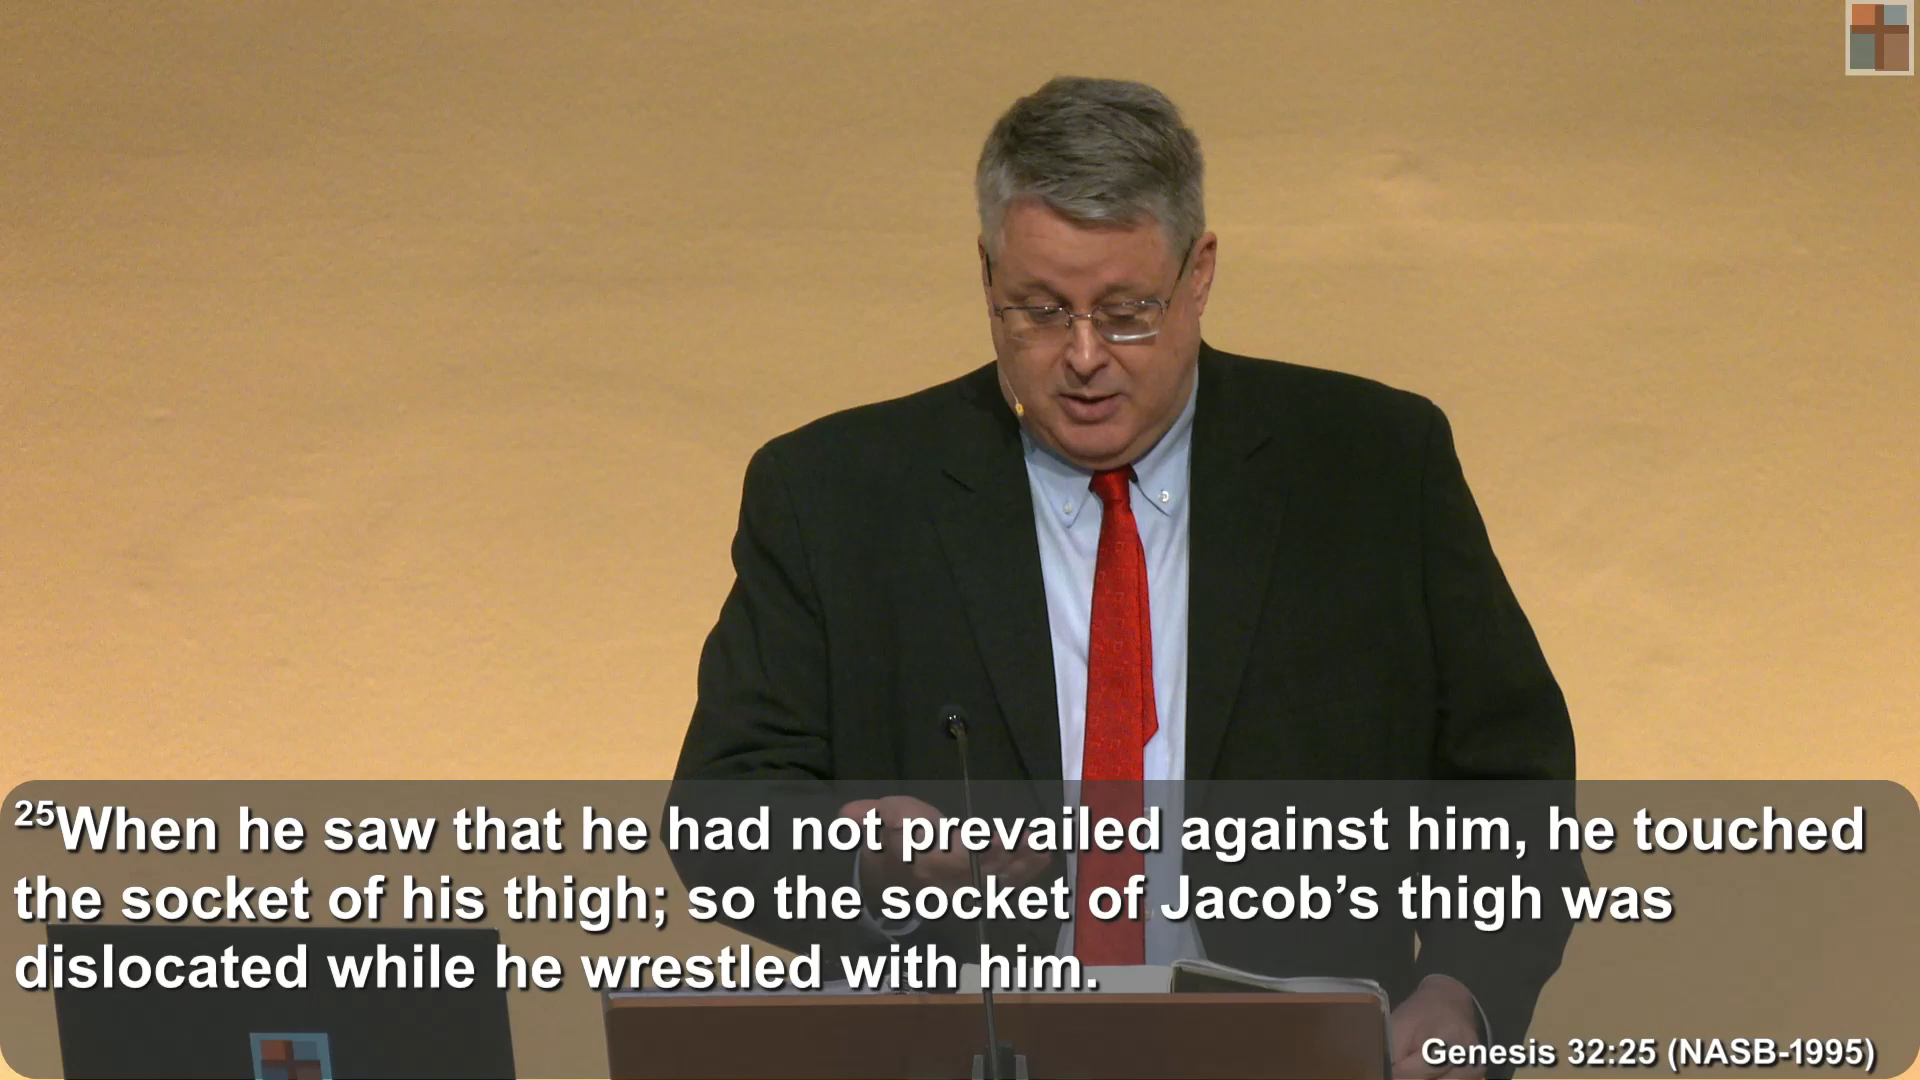 25When he saw that he had not prevailed against him, he touched
the socket of his thigh; so the socket of Jacob’s thigh was
dislocated while he wrestled with him.
Genesis 32:25 (NASB-1995)